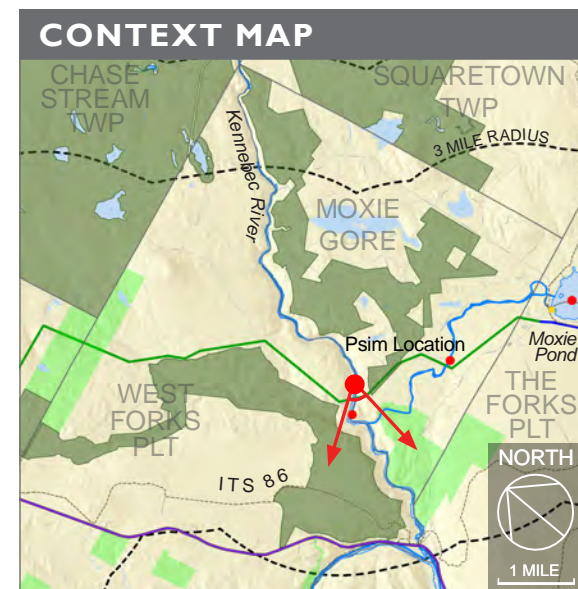 CONTEXT MAP
CHASE
STREAM
TWP
SQUARETOWN
TWP
Kennebec River
3 MILE RADIUS
MOXIE
GORE
Psim Location
Moxie
Pond
WEST
FORKS
PLT
THE
FORKS
PLT
ITS 86
NORTH
1 MILE